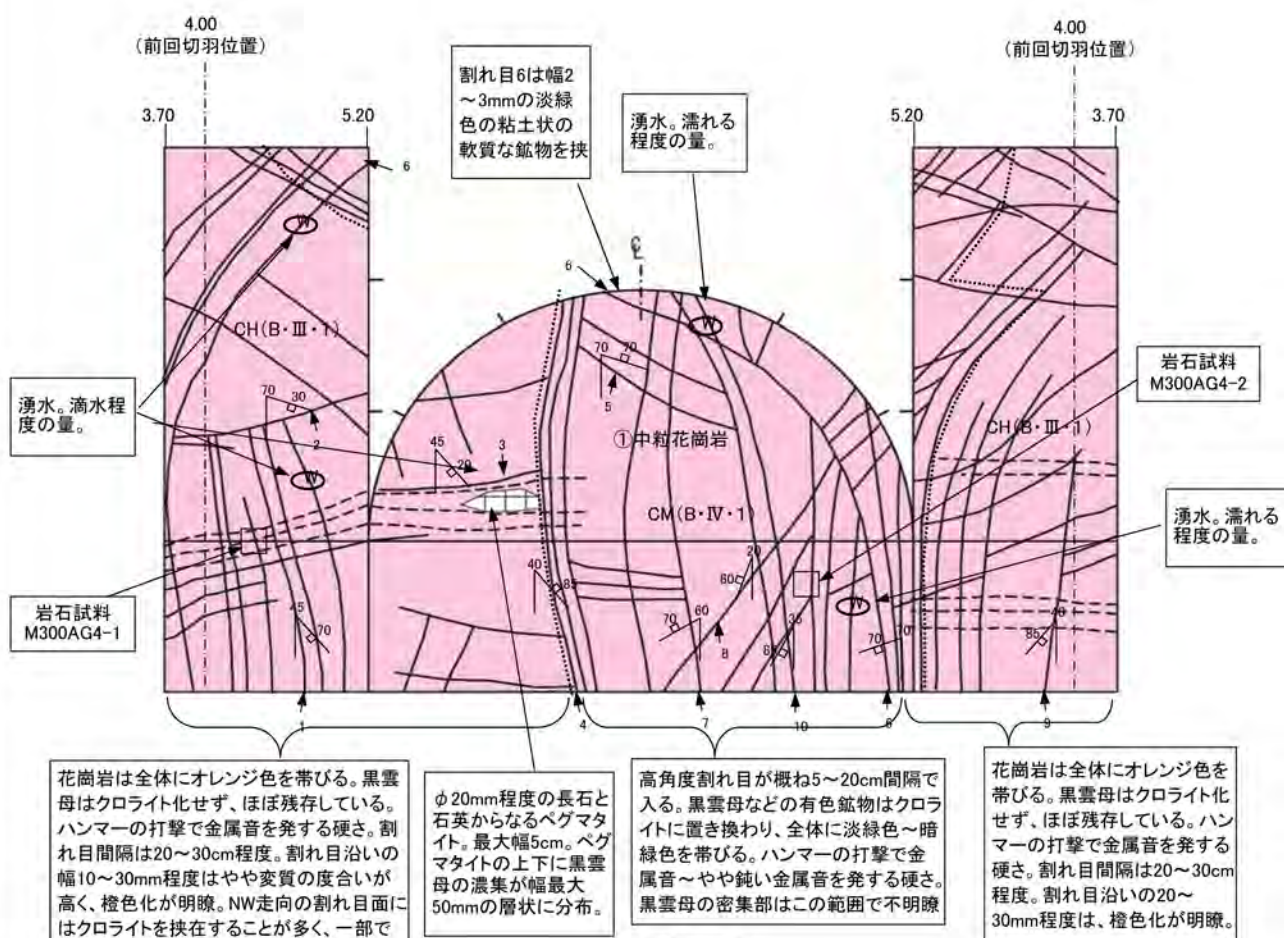 4.00
(前回切羽位置)
4.00
(前回切羽位置)
3.70
5.20
5.20
3.70
割れ目6は幅2
～3mmの淡緑
色の粘土状の
軟質な鉱物を挟
湧水。濡れる
程度の量。
6
W
℄
6
W
CH(B・Ⅲ・1)
70
70
5
岩石試料
M300AG4-2
湧水。滴水程
度の量。
70
30
2
45
20
3
①中粒花崗岩
CH(B・Ⅲ・1)
W
CM(B・Ⅳ・1)
湧水。濡れる
程度の量。
岩石試料
M300AG4-1
40
85
20
60
W
45
70
70
60
8
35
65
70
70
40
85
1
4
7
10
6
9
花崗岩は全体にオレンジ色を帯びる。黒雲
母はクロライト化せず、ほぼ残存している。
ハンマーの打撃で金属音を発する硬さ。割
れ目間隔は20～30cm程度。割れ目沿いの
幅10～30mm程度はやや変質の度合いが
高く、橙色化が明瞭。NW走向の割れ目面に
はクロライトを挟在することが多く、一部で
φ20mm程度の長石と
石英からなるペグマタ
イト。最大幅5cm。ペグ
マタイトの上下に黒雲
母の濃集が幅最大
50mmの層状に分布。
高角度割れ目が概ね5～20cm間隔で
入る。黒雲母などの有色鉱物はクロラ
イトに置き換わり、全体に淡緑色～暗
緑色を帯びる。ハンマーの打撃で金
属音～やや鈍い金属音を発する硬さ。
黒雲母の密集部はこの範囲で不明瞭
花崗岩は全体にオレンジ色を
帯びる。黒雲母はクロライト化
せず、ほぼ残存している。ハン
マーの打撃で金属音を発する
硬さ。割れ目間隔は20～30cm
程度。割れ目沿いの20～
30mm程度は、橙色化が明瞭。